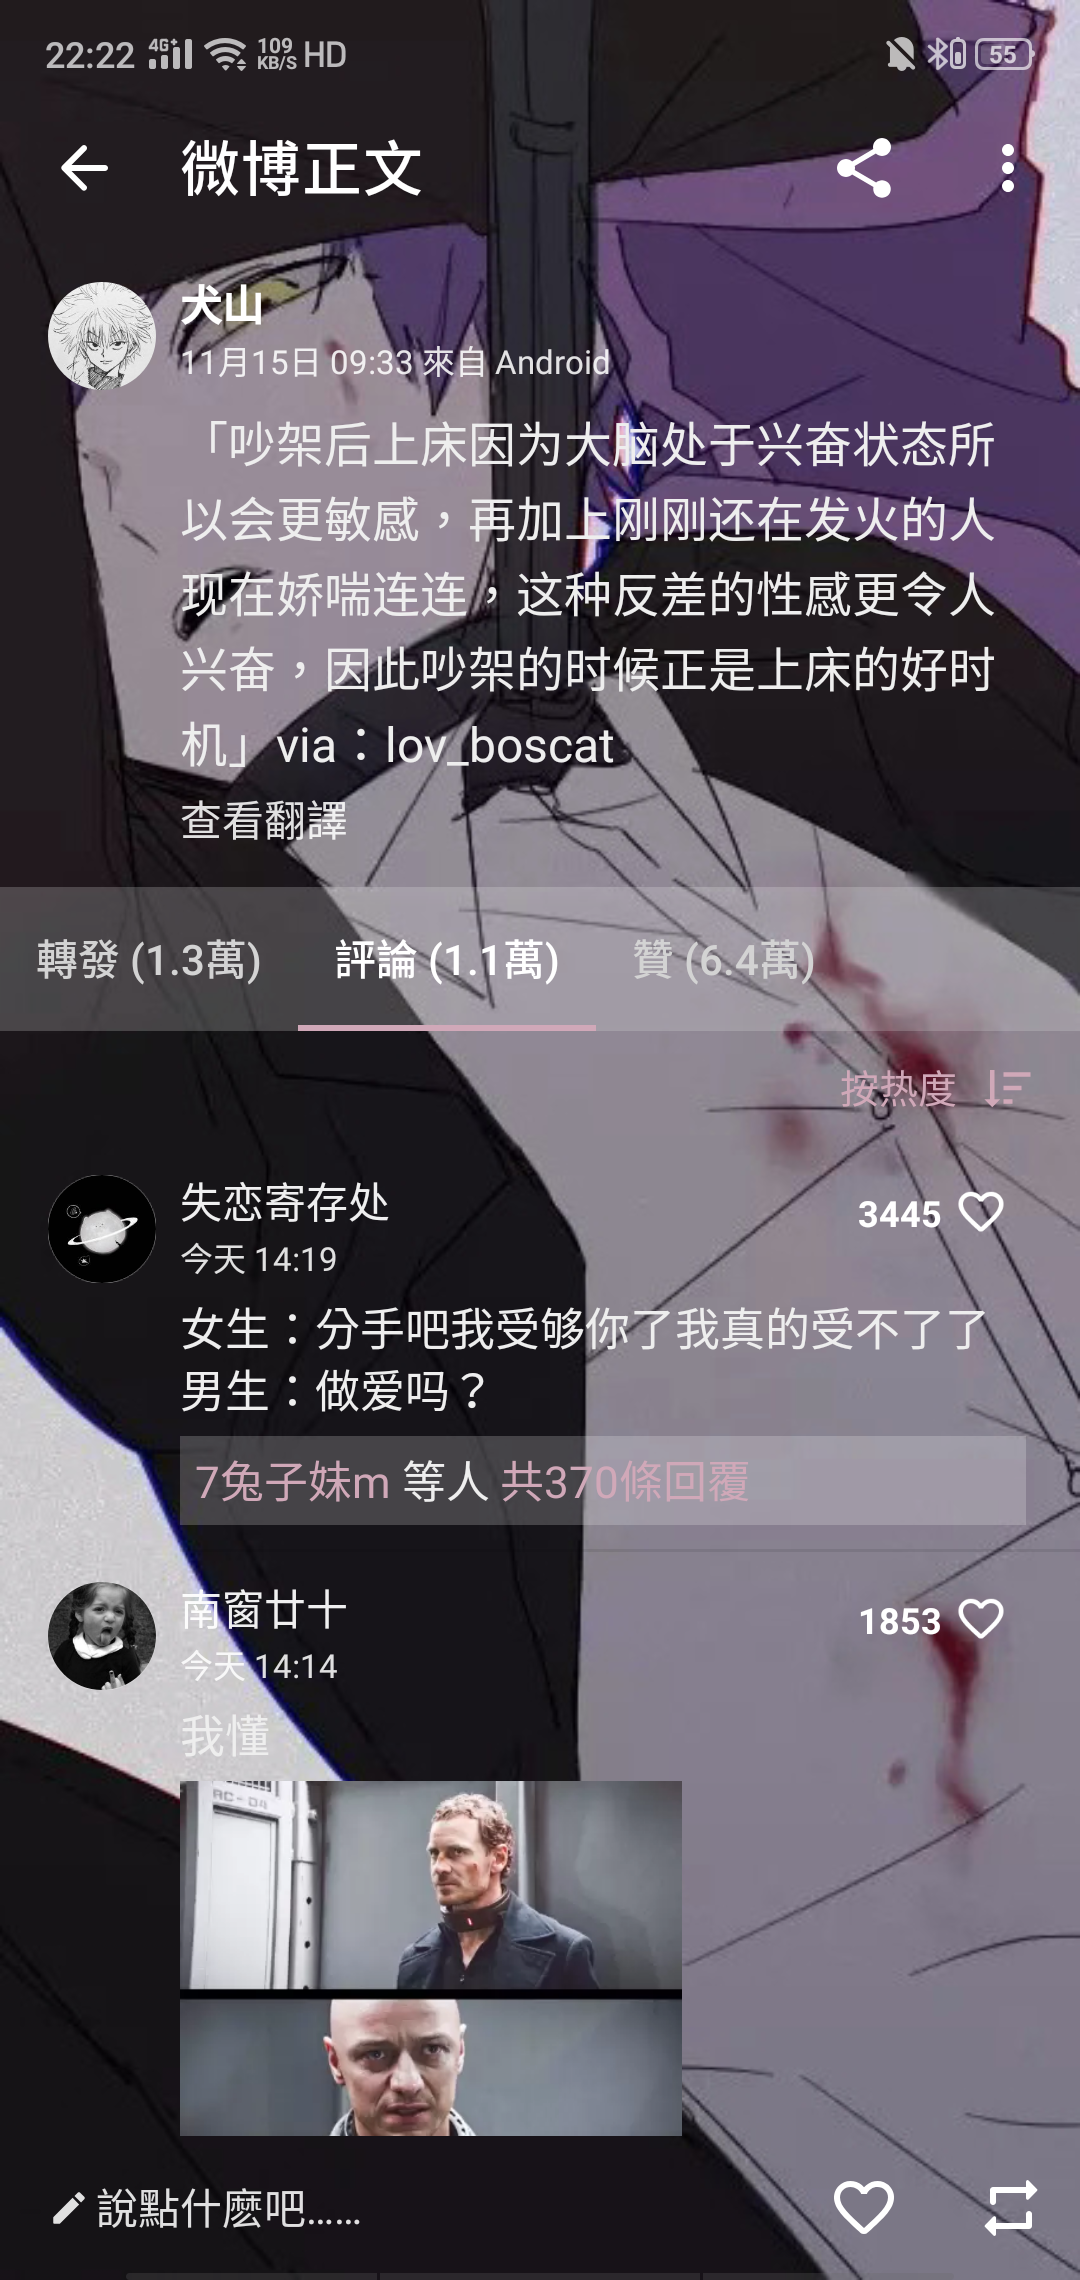 22:22 4G+ 109 KB/S HD 55
微博正文
犬山
11月15日 09:33 來自 Android
「吵架后上床因为大脑处于兴奋状态所
以会更敏感，再加上刚刚还在发火的人
现在娇喘连连，这种反差的性感更令人
兴奋，因此吵架的时候正是上床的好时
机」via：lov_boscat
查看翻譯
轉發 (1.3萬) 評論 (1.1萬) 贊 (6.4萬)
按热度
失恋寄存处
3445
今天 14:19
女生：分手吧我受够你了我真的受不了了
男生：做爱吗？
7兔子妹m 等人 共370條回覆
南窗廿十
1853
今天 14:14
我懂
AC-04
說點什麽吧......